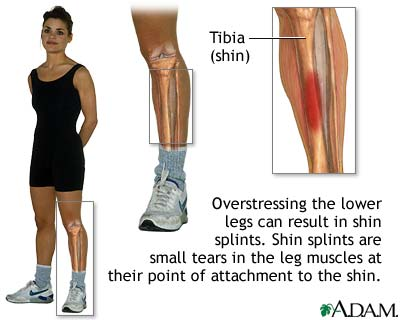 Tibia
(shin)
Overstressing the lower
legs can result in shin
splints. Shin splints are
small tears in the leg muscles at
their point of attachment to the shin.
ADAM.